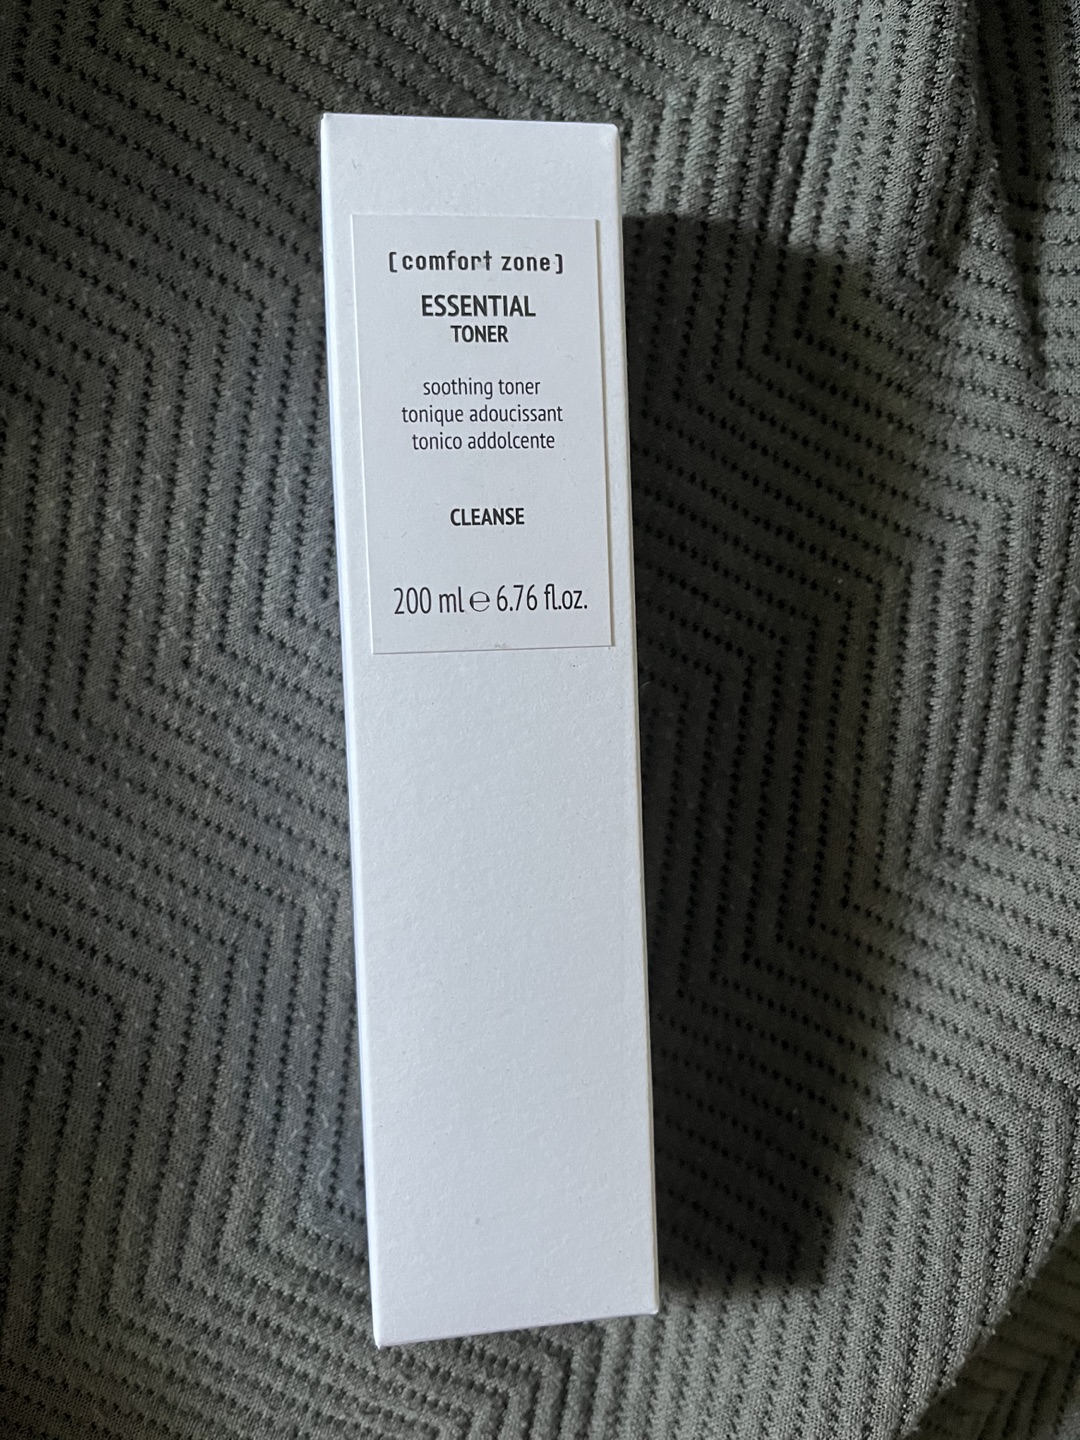 [comfort zone]
ESSENTIAL
TONER
soothing toner
tonique adoucissant
tonico addolcente
CLEANSE
200 ml ℮ 6.76 fl.oz.